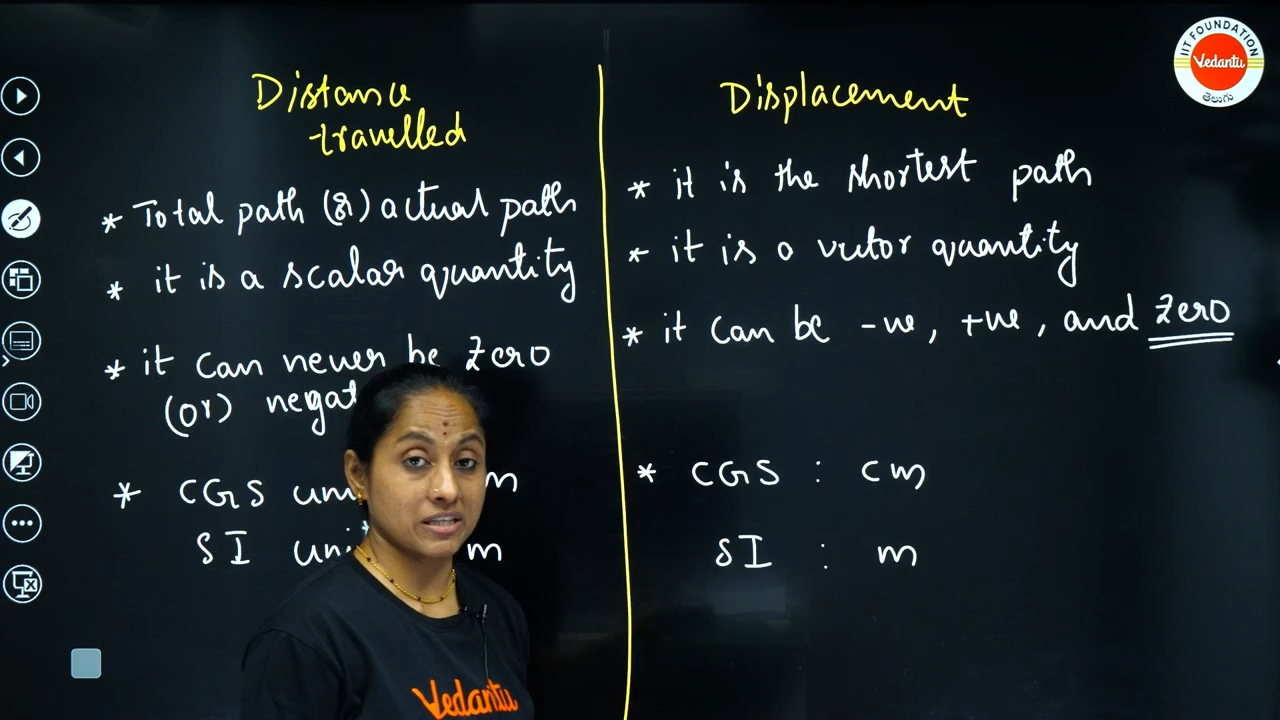 Distance
travelled
* Total path (or) actual path
* it is a scalar quantity
* it can never be zero
(or) negat
* CGS uni m
SI uni m
Displacement
* it is the shortest path
* it is a vector quantity
* it can be -ve, +ve, and zero
* CGS : cm
SI : m
IIT FOUNDATION
Vedantu
తెలుగు
Vedantu